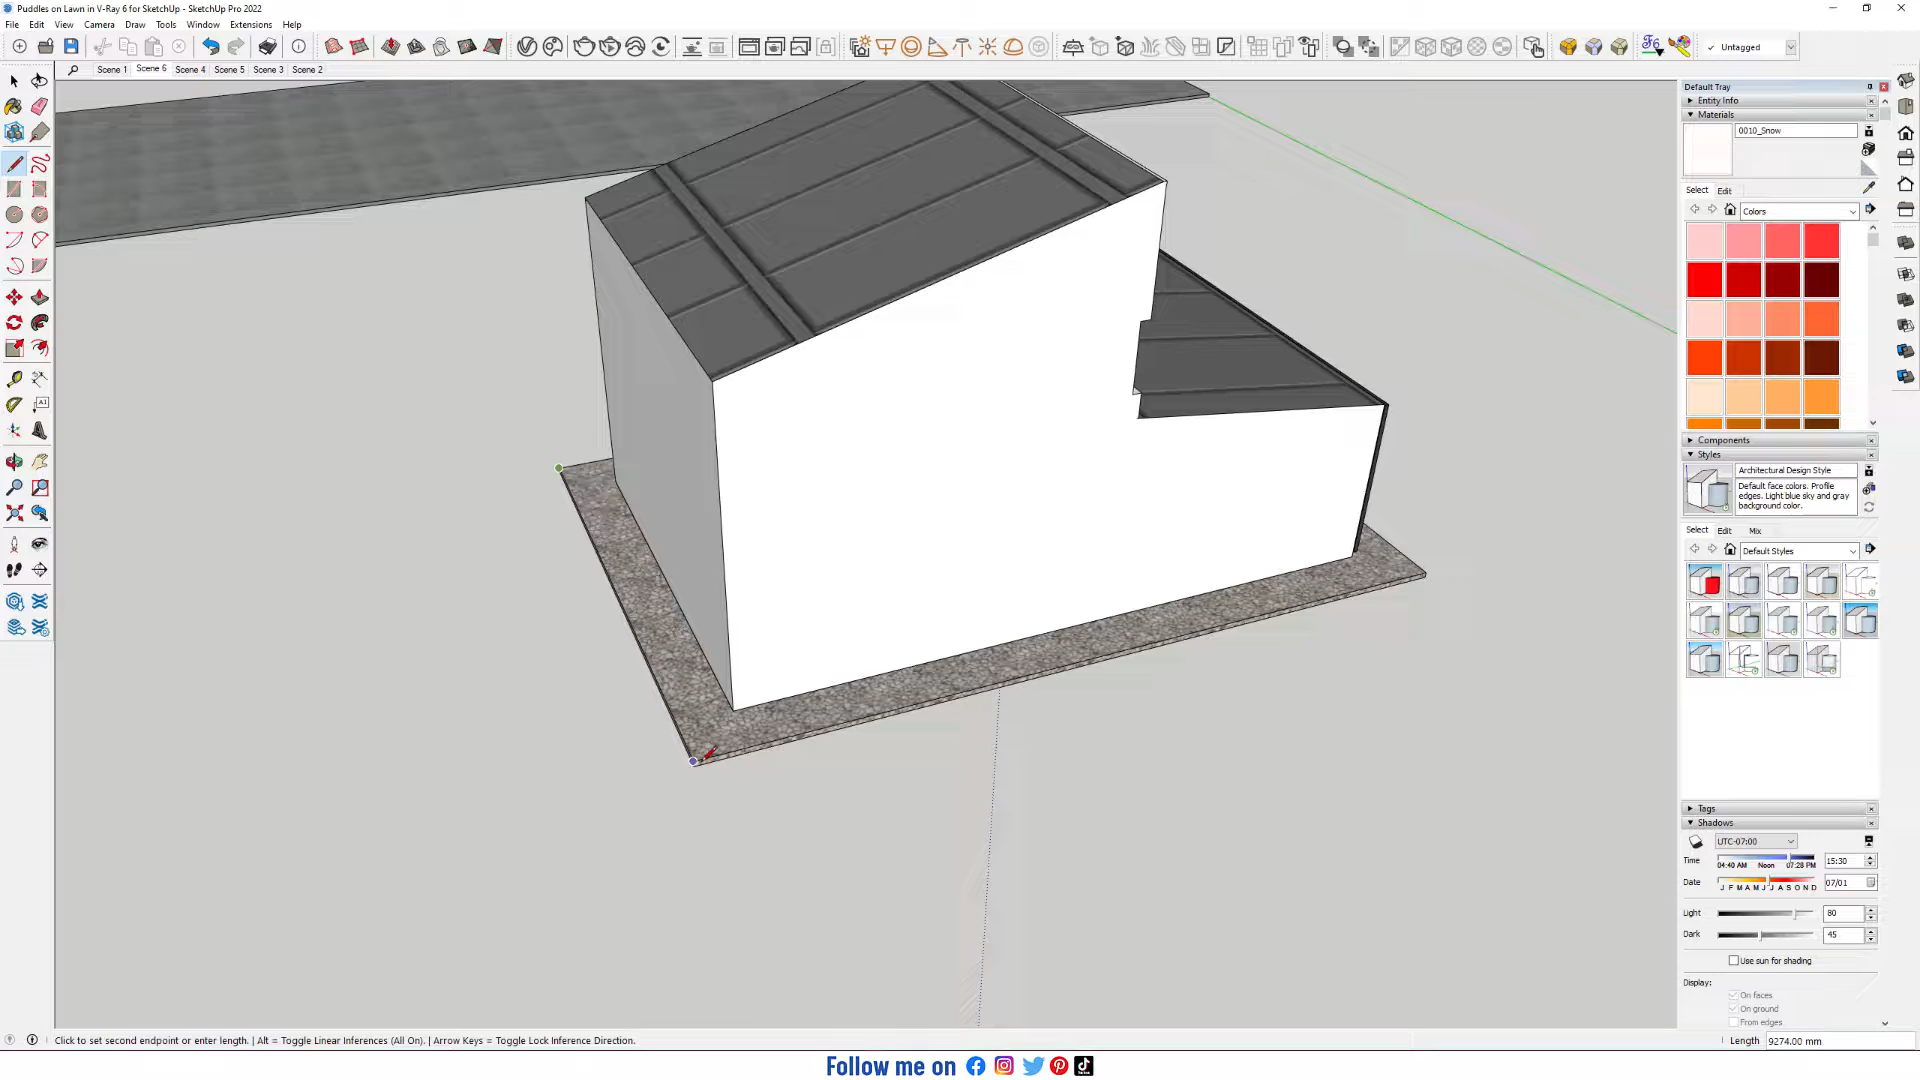 Puddles on Lawn in V-Ray 6 for SketchUp - SketchUp Pro 2022
File Edit View Camera Draw Tools Window Extensions Help
Untagged
Scene 1 Scene 6 Scene 4 Scene 5 Scene 3 Scene 2
Default Tray
Entity Info
Materials
0010_Snow
Select Edit
Colors
Components
Styles
Architectural Design Style
Default face colors. Profile
edges. Light blue sky and gray
background color.
Select Edit Mix
Default Styles
Tags
Shadows
UTC-07:00
Time 04:40 AM Noon 07:28 PM 15:30
Date J F M A M J J A S O N D 07/01
Light 80
Dark 45
Use sun for shading
Display:
On faces
On ground
From edges
Click to set second endpoint or enter length. | Alt = Toggle Linear Inferences (All On). | Arrow Keys = Toggle Lock Inference Direction.
Length 9274.00 mm
Follow me on